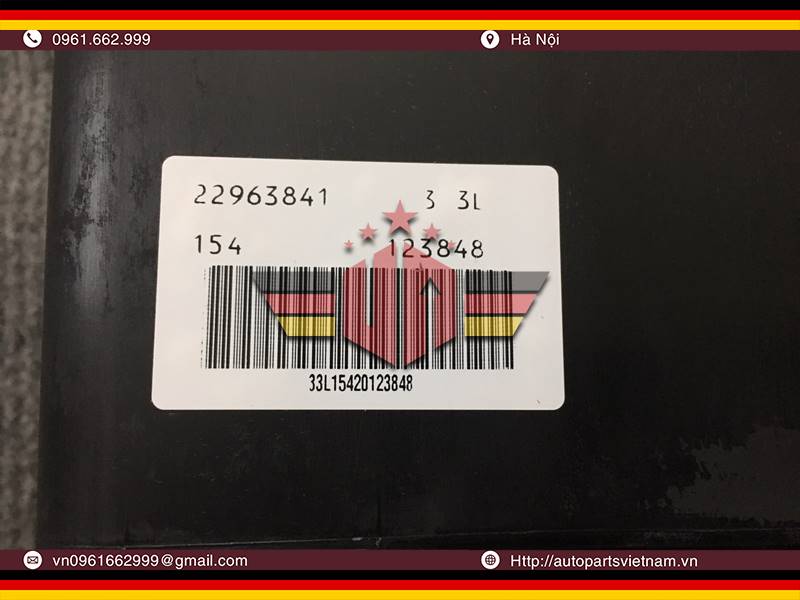 0961.662.999
Hà Nội
22963841 3 3L
154 123848
33L15420123848
vn0961662999@gmail.com
Http://autopartsvietnam.vn